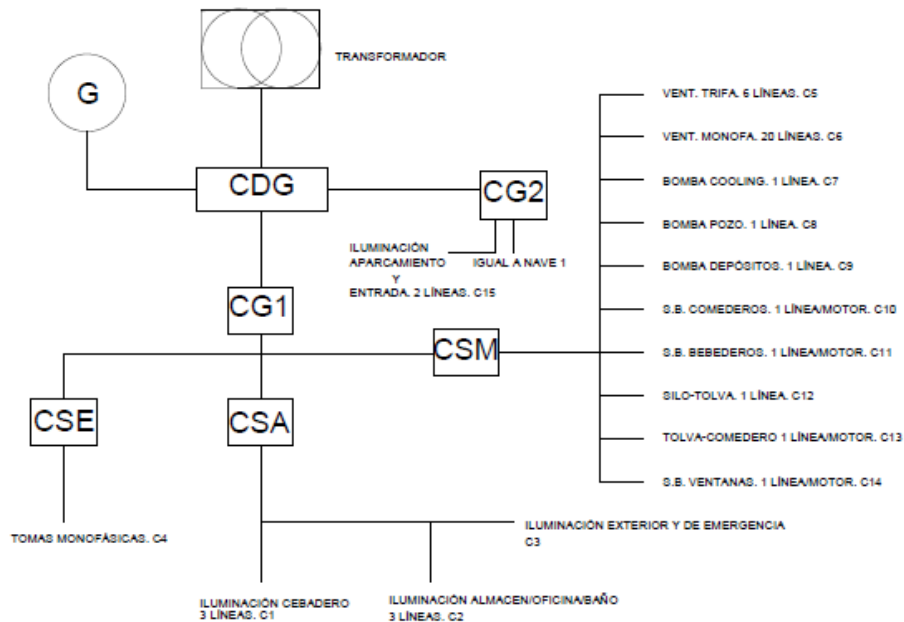 TRANSFORMADOR
G
CDG
CG2
ILUMINACIÓN
APARCAMIENTO
Y
ENTRADA. 2 LÍNEAS. C15
IGUAL A NAVE 1
CG1
CSM
CSE
CSA
VENT. TRIFA. 6 LÍNEAS. C5
VENT. MONOFA. 20 LÍNEAS. C6
BOMBA COOLING. 1 LÍNEA. C7
BOMBA POZO. 1 LÍNEA. C8
BOMBA DEPÓSITOS. 1 LÍNEA. C9
S.B. COMEDEROS. 1 LÍNEA/MOTOR. C10
S.B. BEBEDEROS. 1 LÍNEA/MOTOR. C11
SILO-TOLVA. 1 LÍNEA. C12
TOLVA-COMEDERO 1 LÍNEA/MOTOR. C13
S.B. VENTANAS. 1 LÍNEA/MOTOR. C14
TOMAS MONOFÁSICAS. C4
ILUMINACIÓN EXTERIOR Y DE EMERGENCIA
C3
ILUMINACIÓN CEBADERO
3 LÍNEAS. C1
ILUMINACIÓN ALMACEN/OFICINA/BAÑO
3 LÍNEAS. C2